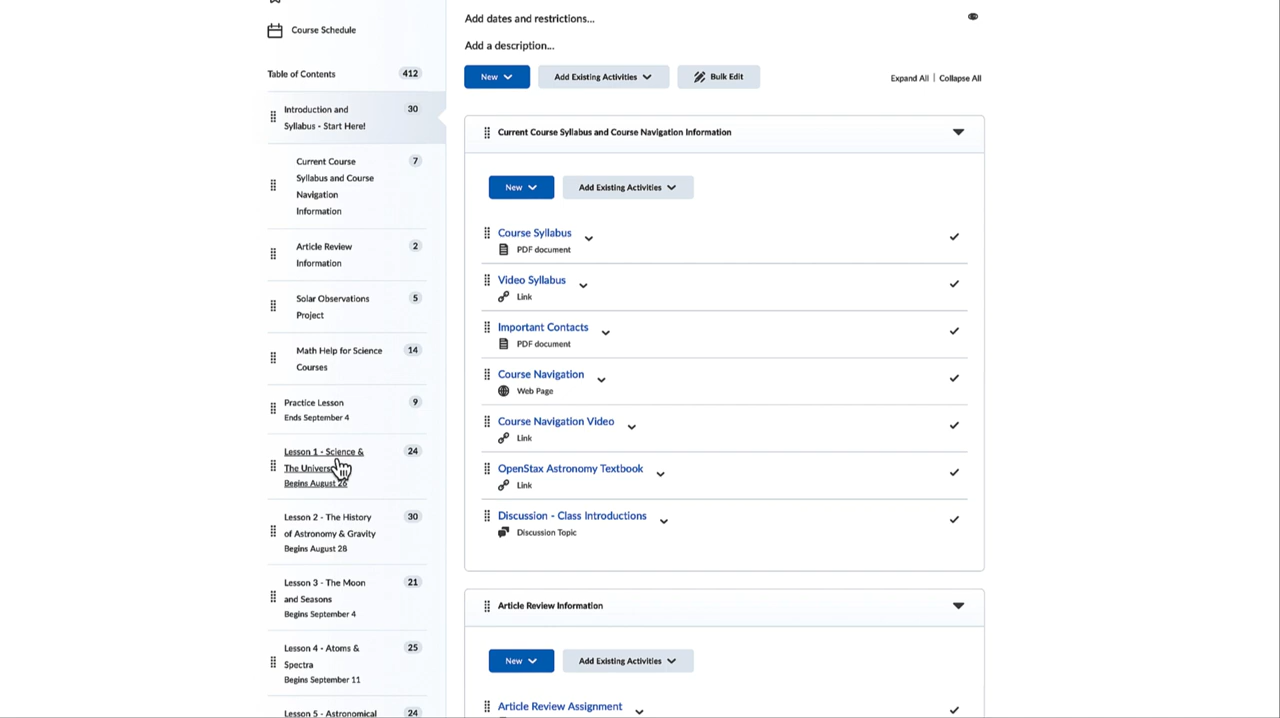 Course Schedule
Table of Contents 412
Introduction and 30
Syllabus - Start Here!
Current Course 7
Syllabus and Course
Navigation
Information
Article Review 2
Information
Solar Observations 5
Project
Math Help for Science 14
Courses
Practice Lesson 9
Ends September 4
Lesson 1 - Science & 24
The Universe
Begins August 26
Lesson 2 - The History 30
of Astronomy & Gravity
Begins August 28
Lesson 3 - The Moon 21
and Seasons
Begins September 4
Lesson 4 - Atoms & 25
Spectra
Begins September 11
Lesson 5 - Astronomical 24
Add dates and restrictions...
Add a description...
New Add Existing Activities Bulk Edit Expand All | Collapse All
Current Course Syllabus and Course Navigation Information
New Add Existing Activities
Course Syllabus
PDF document
Video Syllabus
Link
Important Contacts
PDF document
Course Navigation
Web Page
Course Navigation Video
Link
OpenStax Astronomy Textbook
Link
Discussion - Class Introductions
Discussion Topic
Article Review Information
New Add Existing Activities
Article Review Assignment